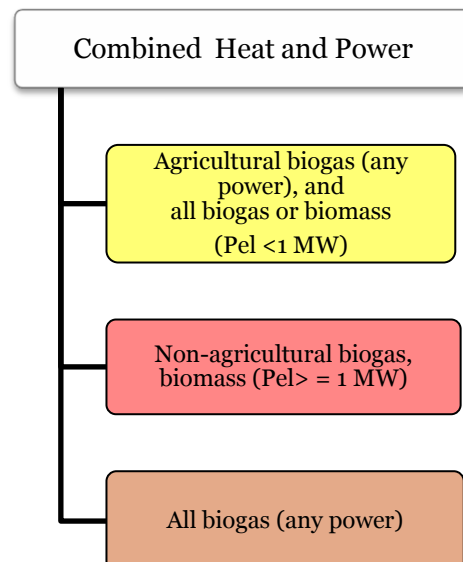 Combined  Heat and Power
Agricultural biogas (any
power), and
all biogas or biomass
(Pel <1 MW)
Non-agricultural biogas,
biomass (Pel> = 1 MW)
All biogas (any power)